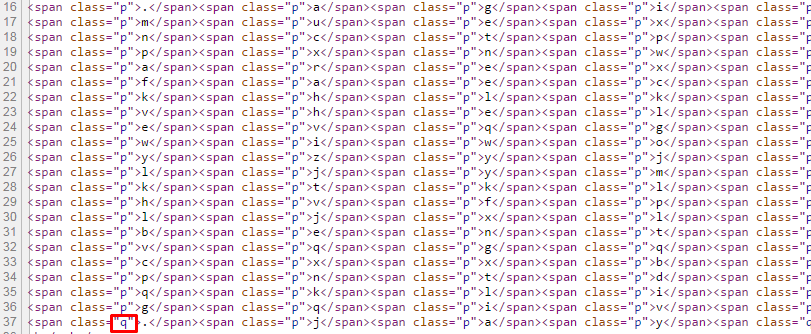 16 <span class="p">.</span><span class="p">a</span><span class="p">g</span><span class="p">i</span><span class="p
17 <span class="p">m</span><span class="p">u</span><span class="p">e</span><span class="p">x</span><span class="p
18 <span class="p">n</span><span class="p">c</span><span class="p">t</span><span class="p">p</span><span class="p
19 <span class="p">p</span><span class="p">x</span><span class="p">n</span><span class="p">w</span><span class="p
20 <span class="p">a</span><span class="p">r</span><span class="p">e</span><span class="p">x</span><span class="p
21 <span class="p">f</span><span class="p">a</span><span class="p">e</span><span class="p">c</span><span class="p
22 <span class="p">k</span><span class="p">h</span><span class="p">l</span><span class="p">k</span><span class="p
23 <span class="p">v</span><span class="p">h</span><span class="p">e</span><span class="p">l</span><span class="p
24 <span class="p">e</span><span class="p">v</span><span class="p">q</span><span class="p">g</span><span class="p
25 <span class="p">w</span><span class="p">i</span><span class="p">w</span><span class="p">o</span><span class="p
26 <span class="p">y</span><span class="p">z</span><span class="p">y</span><span class="p">j</span><span class="p
27 <span class="p">l</span><span class="p">j</span><span class="p">y</span><span class="p">m</span><span class="p
28 <span class="p">k</span><span class="p">t</span><span class="p">k</span><span class="p">l</span><span class="p
29 <span class="p">h</span><span class="p">v</span><span class="p">f</span><span class="p">p</span><span class="p
30 <span class="p">l</span><span class="p">j</span><span class="p">x</span><span class="p">l</span><span class="p
31 <span class="p">b</span><span class="p">e</span><span class="p">n</span><span class="p">t</span><span class="p
32 <span class="p">v</span><span class="p">q</span><span class="p">g</span><span class="p">q</span><span class="p
33 <span class="p">c</span><span class="p">x</span><span class="p">x</span><span class="p">b</span><span class="p
34 <span class="p">p</span><span class="p">n</span><span class="p">t</span><span class="p">d</span><span class="p
35 <span class="p">q</span><span class="p">k</span><span class="p">l</span><span class="p">i</span><span class="p
36 <span class="p">g</span><span class="p">q</span><span class="p">i</span><span class="p">v</span><span class="p
37 <span class="q">.</span><span class="p">j</span><span class="p">a</span><span class="p">y</span><span class="p